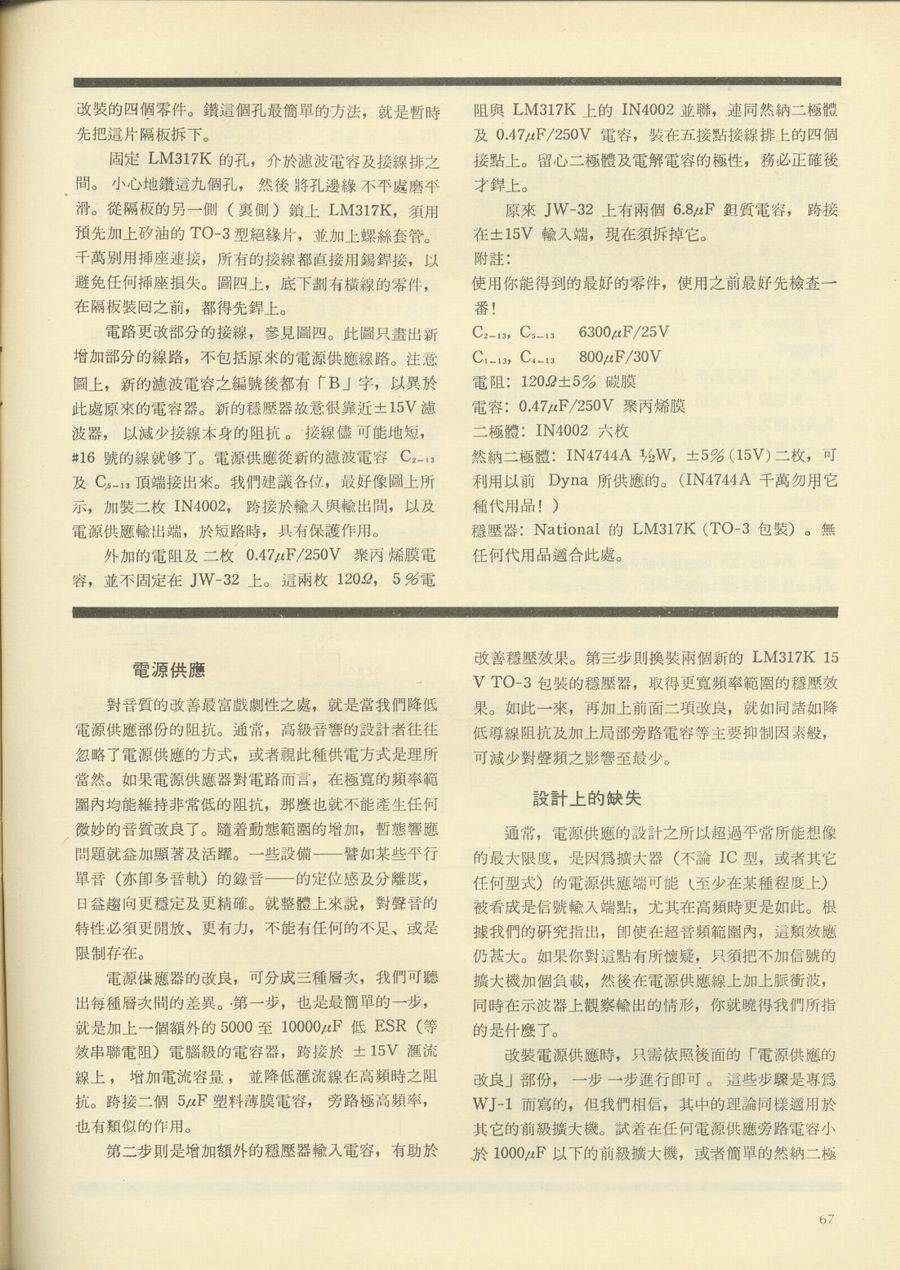 改裝的四個零件。鑽這個孔最簡單的方法，就是暫時
先把這片隔板拆下。
固定 LM317K 的孔，介於濾波電容及接線排之
間。小心地鑽這九個孔，然後將孔邊緣不平處磨平
滑。從隔板的另一側（裏側）鎖上 LM317K，須用
預先加上矽油的 TO-3 型絕緣片，並加上螺絲套管。
千萬別用揷座連接，所有的接線都直接用錫銲接，以
避免任何揷座損失。圖四上，底下劃有橫線的零件，
在隔板裝囘之前，都得先銲上。
電路更改部分的接線，參見圖四。此圖只畫出新
增加部分的線路，不包括原來的電源供應線路。注意
圖上，新的濾波電容之編號後都有「B」字，以異於
此處原來的電容器。新的穩壓器故意很靠近±15V 濾
波器，以減少接線本身的阻抗。接線儘可能地短，
#16 號的線就够了。電源供應從新的濾波電容 C₂₋₁₃
及 C₅₋₁₃ 頂端接出來。我們建議各位，最好像圖上所
示，加裝二枚 IN4002，跨接於輸入與輸出間，以及
電源供應輸出端，於短路時，具有保護作用。
外加的電阻及二枚 0.47μF/250V 聚丙烯膜電
容，並不固定在 JW-32 上。這兩枚 120Ω，5％電
阻與 LM317K 上的 IN4002 並聯，連同然納二極體
及 0.47μF/250V 電容，裝在五接點接線排上的四個
接點上。留心二極體及電解電容的極性，務必正確後
才銲上。
原來 JW-32 上有兩個 6.8μF 鉭質電容，跨接
在±15V 輸入端，現在須拆掉它。
附註：
使用你能得到的最好的零件，使用之前最好先檢查一
番！
C₂₋₁₃, C₅₋₁₃ 6300μF/25V
C₁₋₁₃, C₄₋₁₃ 800μF/30V
電阻：120Ω±5％ 碳膜
電容：0.47μF/250V 聚丙烯膜
二極體：IN4002 六枚
然納二極體：IN4744A ½W，±5％(15V)二枚，可
利用以前 Dyna 所供應的。（IN4744A 千萬勿用它
種代用品！）
穩壓器：National 的 LM317K（TO-3 包裝）。無
任何代用品適合此處。
電源供應
對音質的改善最富戲劇性之處，就是當我們降低
電源供應部份的阻抗。通常，高級音響的設計者往往
忽略了電源供應的方式，或者視此種供電方式是理所
當然。如果電源供應器對電路而言，在極寬的頻率範
圍內均能維持非常低的阻抗，那麼也就不能產生任何
微妙的音質改良了。隨着動態範圍的增加，暫態響應
問題就益加顯著及活躍。一些設備——譬如某些平行
單音（亦卽多音軌）的錄音——的定位感及分離度，
日益趨向更穩定及更精確。就整體上來說，對聲音的
特性必須更開放、更有力，不能有任何的不足、或是
限制存在。
電源供應器的改良，可分成三種層次，我們可聽
出每種層次間的差異。第一步，也是最簡單的一步，
就是加上一個額外的 5000 至 10000μF 低 ESR（等
效串聯電阻）電腦級的電容器，跨接於 ±15V 滙流
線上，增加電流容量，並降低滙流線在高頻時之阻
抗。跨接二個 5μF 塑料薄膜電容，旁路極高頻率，
也有類似的作用。
第二步則是增加額外的穩壓器輸入電容，有助於
改善穩壓效果。第三步則換裝兩個新的 LM317K 15
V TO-3 包裝的穩壓器，取得更寬頻率範圍的穩壓效
果。如此一來，再加上前面二項改良，就如同諸如降
低導線阻抗及加上局部旁路電容等主要抑制因素般，
可減少對聲頻之影響至最少。
設計上的缺失
通常，電源供應的設計之所以超過平常所能想像
的最大限度，是因爲擴大器（不論 IC 型，或者其它
任何型式）的電源供應端可能（至少在某種程度上）
被看成是信號輸入端點，尤其在高頻時更是如此。根
據我們的硏究指出，卽使在超音頻範圍內，這類效應
仍甚大。如果你對這點有所懷疑，只須把不加信號的
擴大機加個負載，然後在電源供應線上加上脈衝波，
同時在示波器上觀察輸出的情形，你就曉得我們所指
的是什麼了。
改裝電源供應時，只需依照後面的「電源供應的
改良」部份，一步一步進行卽可。這些步驟是專爲
WJ-1 而寫的，但我們相信，其中的理論同樣適用於
其它的前級擴大機。試着在任何電源供應旁路電容小
於 1000μF 以下的前級擴大機，或者簡單的然納二極
67